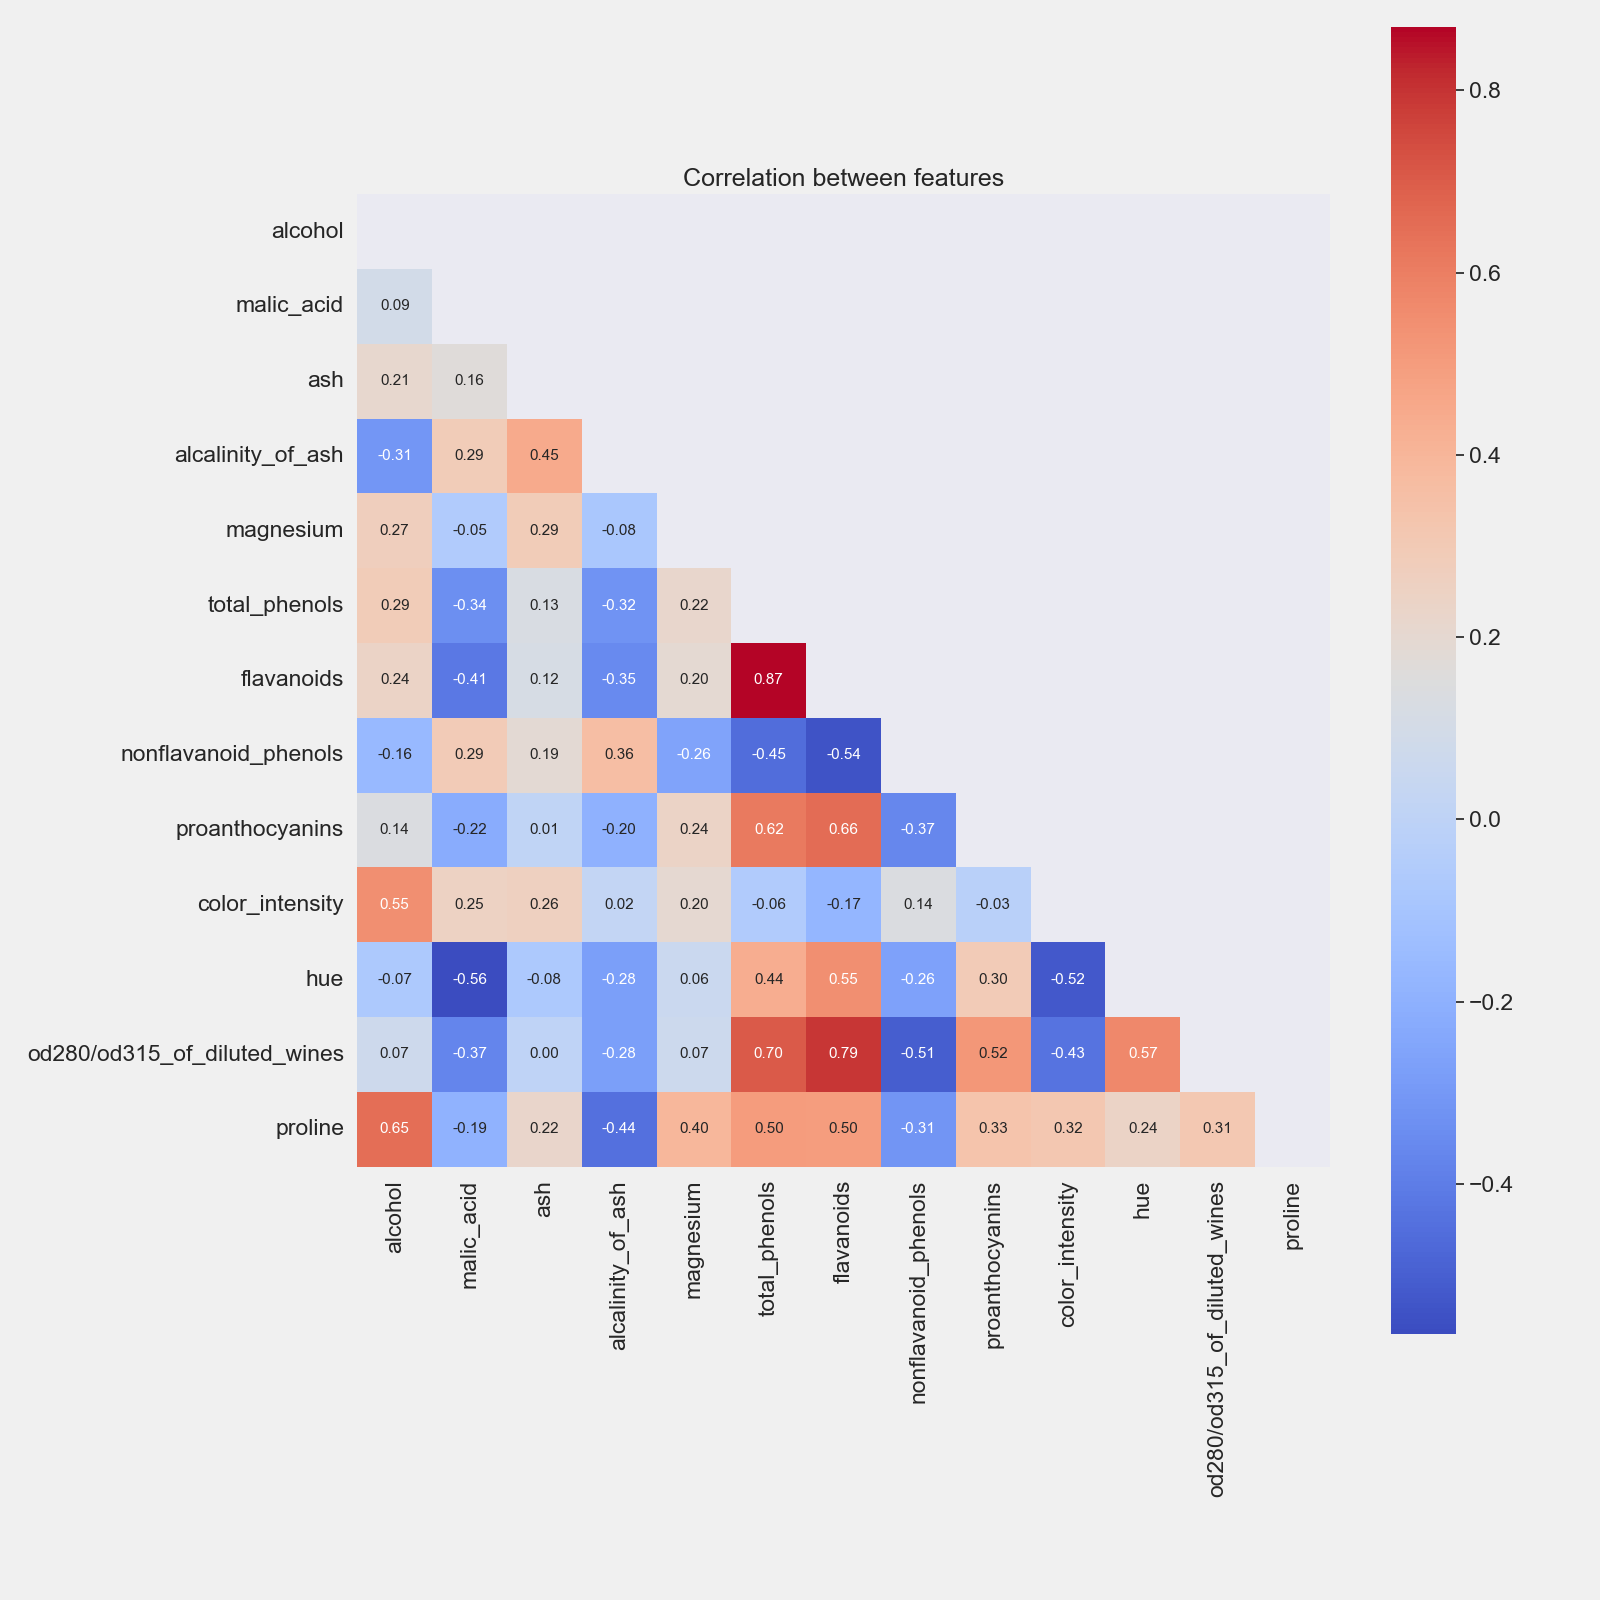 0.8
Correlation between features
alcohol
0.6
malic_acid 0.09
ash 0.21 0.16
alcalinity_of_ash -0.31 0.29 0.45
0.4
magnesium 0.27 -0.05 0.29 -0.08
total_phenols 0.29 -0.34 0.13 -0.32 0.22
0.2
flavanoids 0.24 -0.41 0.12 -0.35 0.20 0.87
nonflavanoid_phenols -0.16 0.29 0.19 0.36 -0.26 -0.45 -0.54
0.0
proanthocyanins 0.14 -0.22 0.01 -0.20 0.24 0.62 0.66 -0.37
color_intensity 0.55 0.25 0.26 0.02 0.20 -0.06 -0.17 0.14 -0.03
hue -0.07 -0.56 -0.08 -0.28 0.06 0.44 0.55 -0.26 0.30 -0.52
−0.2
od280/od315_of_diluted_wines 0.07 -0.37 0.00 -0.28 0.07 0.70 0.79 -0.51 0.52 -0.43 0.57
proline 0.65 -0.19 0.22 -0.44 0.40 0.50 0.50 -0.31 0.33 0.32 0.24 0.31
−0.4
alcohol
malic_acid
ash
alcalinity_of_ash
magnesium
total_phenols
flavanoids
nonflavanoid_phenols
proanthocyanins
color_intensity
hue
od280/od315_of_diluted_wines
proline